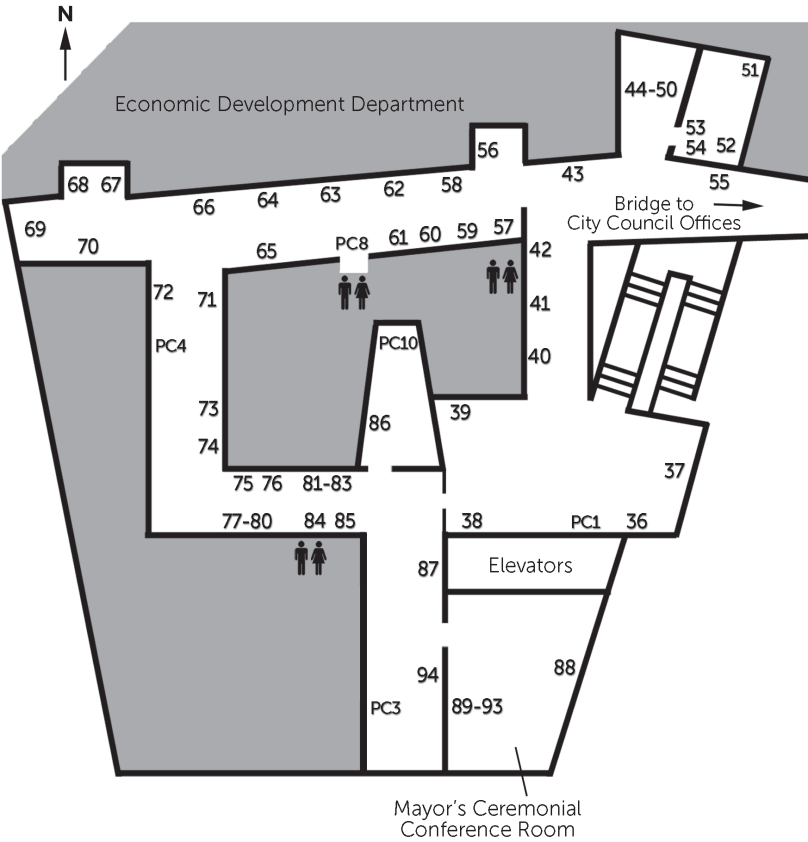 N
51
44-50
Economic Development Department
53
54 52
56
43
68 67
58
62
63
64
66
55
Bridge to
City Council Offices
69
70
57
59
60
61
PC8
65
42
72
71
41
PC4
PC10
40
73
39
86
74
37
75 76 81-83
77-80 84 85
38
PC1 36
87
Elevators
88
94
PC3
89-93
Mayor's Ceremonial
Conference Room